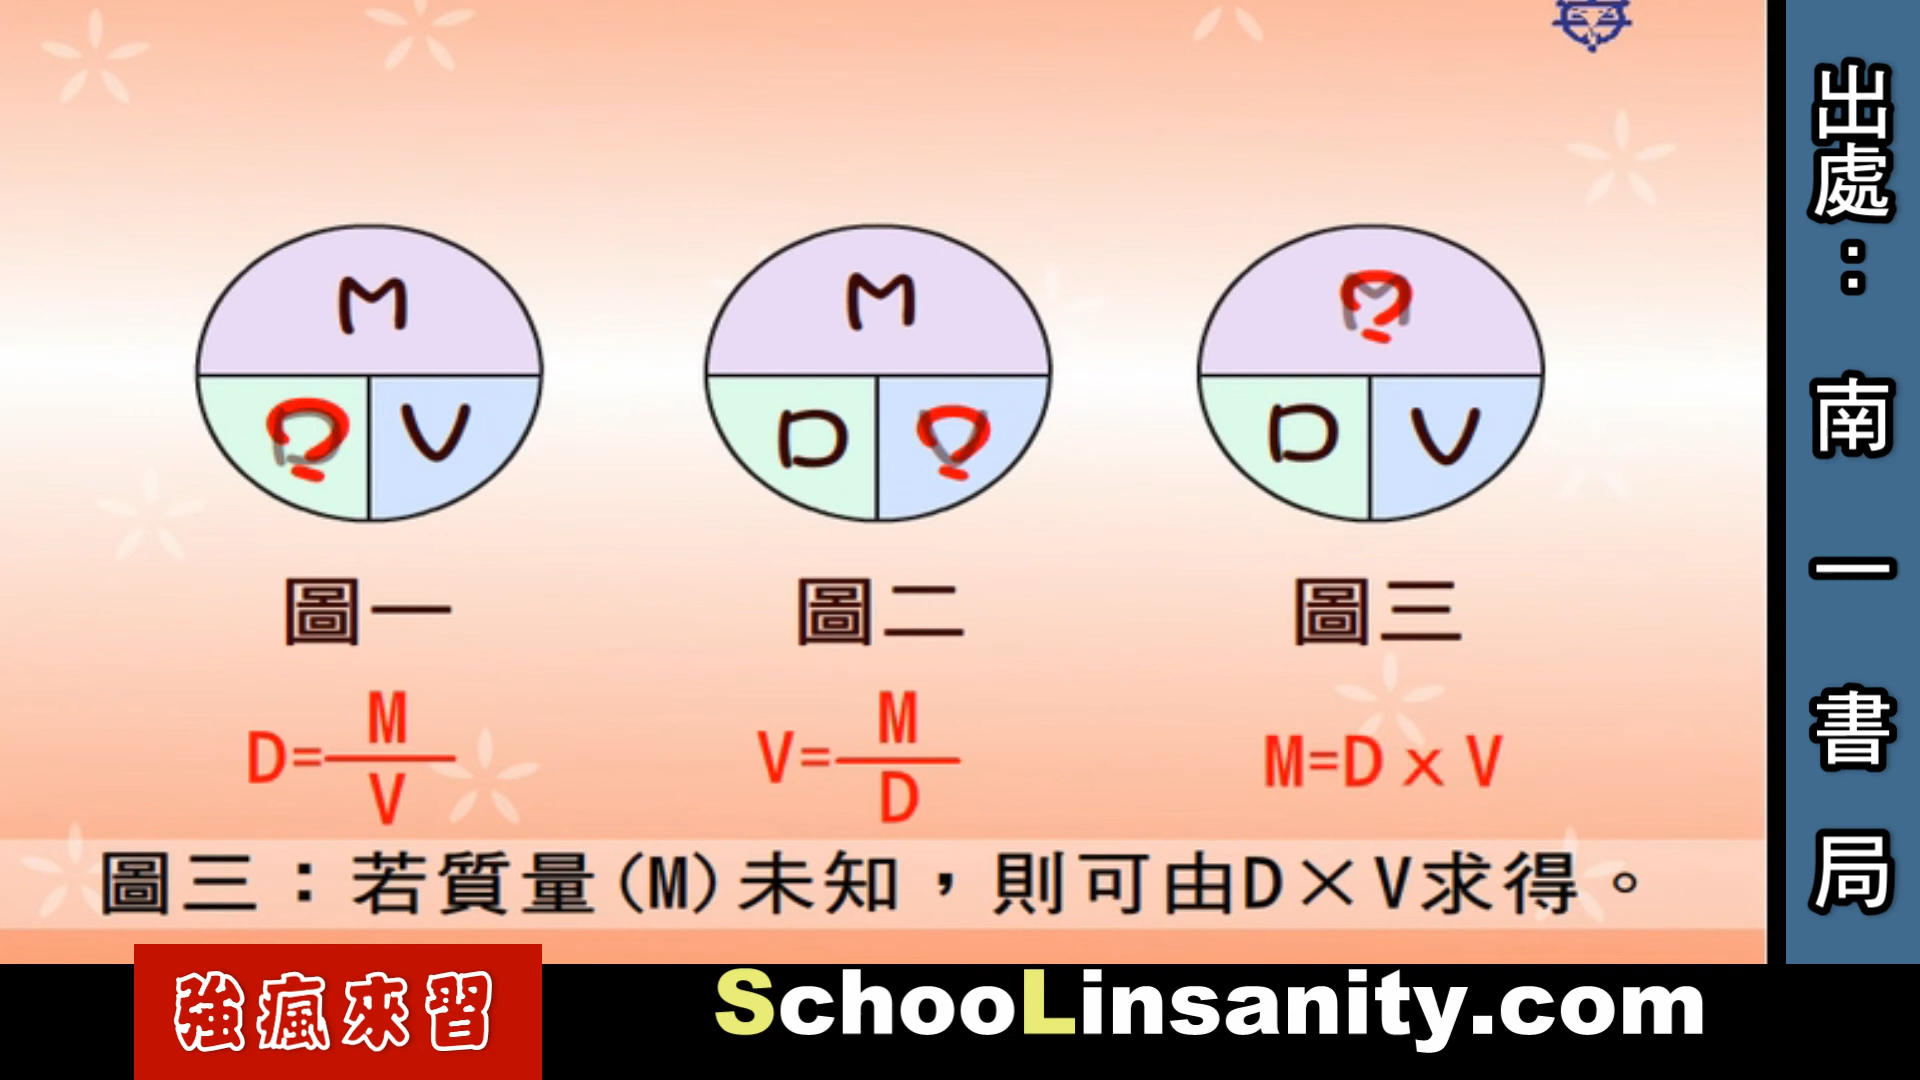 M
? V
M
D ?
?
D V
圖一
圖二
圖三
D=M/V
V=M/D
M=D x V
圖三：若質量(M)未知，則可由D×V求得。
出處：南一書局
強瘋來習
SchooLinsanity.com